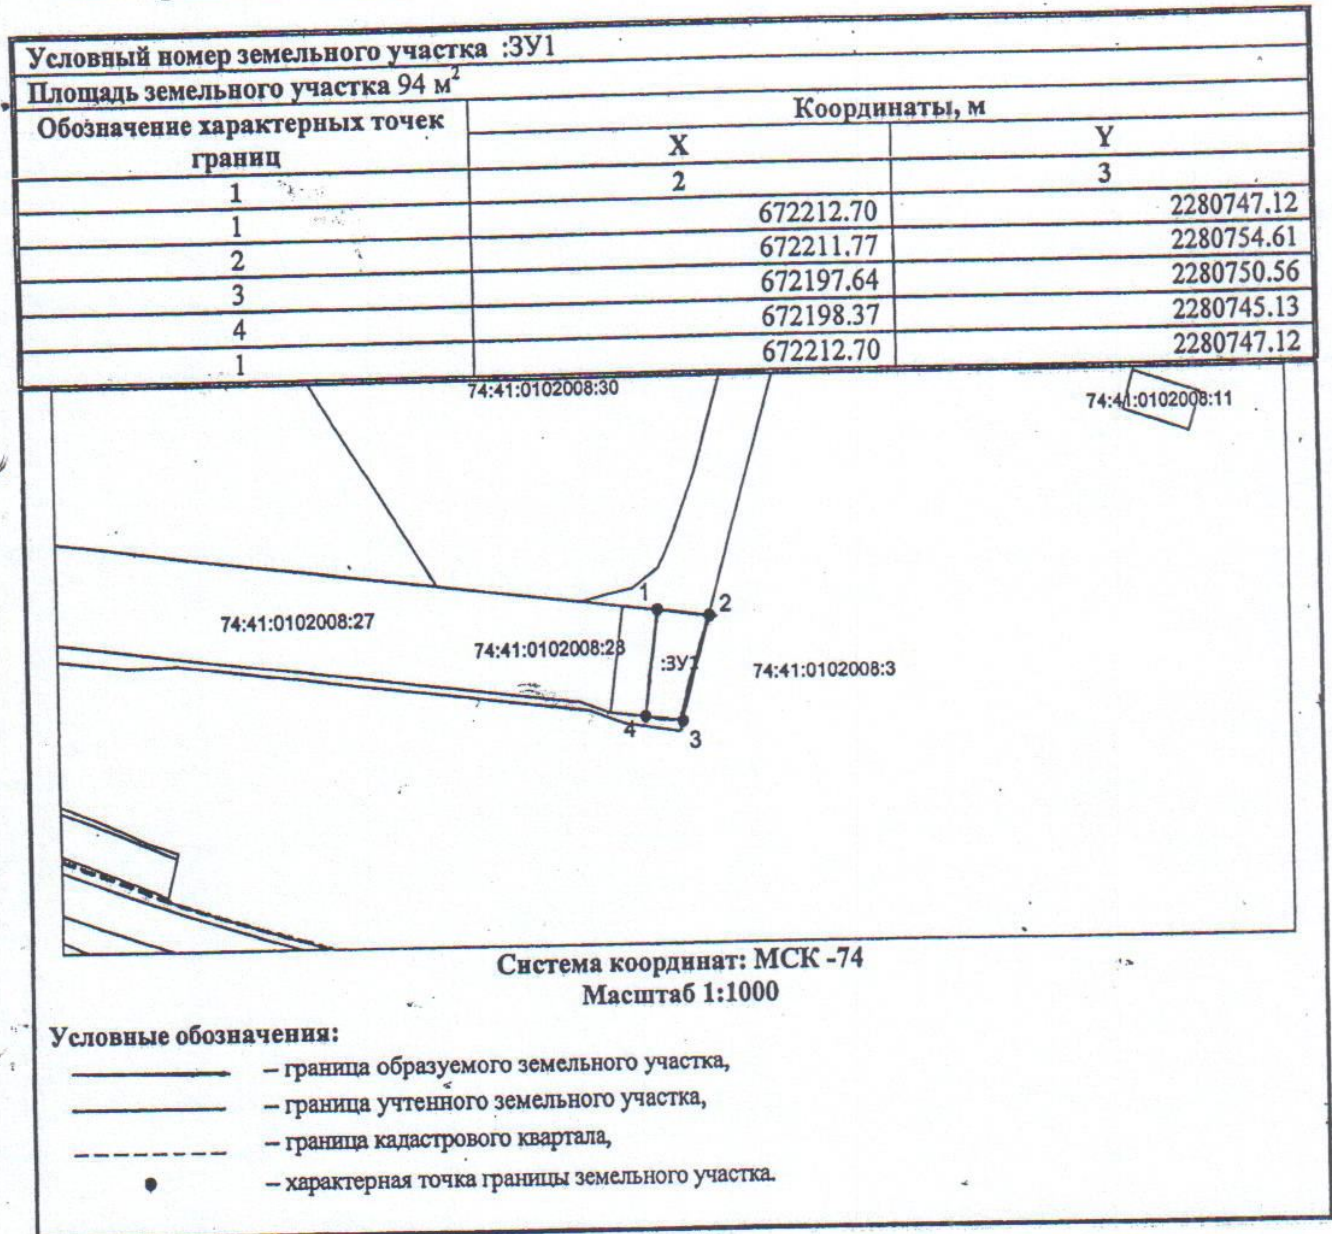 Условный номер земельного участка :ЗУ1
Площадь земельного участка 94 м²
Обозначение характерных точек границ
Координаты, м
X Y
1 2 3
1 672212.70 2280747.12
2 672211.77 2280754.61
3 672197.64 2280750.56
4 672198.37 2280745.13
1 672212.70 2280747.12
74:41:0102008:30
74:41:0102008:11
1
2
74:41:0102008:27
74:41:0102008:28
:ЗУ1
74:41:0102008:3
4
3
Система координат: МСК -74
Масштаб 1:1000
Условные обозначения:
– граница образуемого земельного участка,
– граница учтенного земельного участка,
– граница кадастрового квартала,
– характерная точка границы земельного участка.